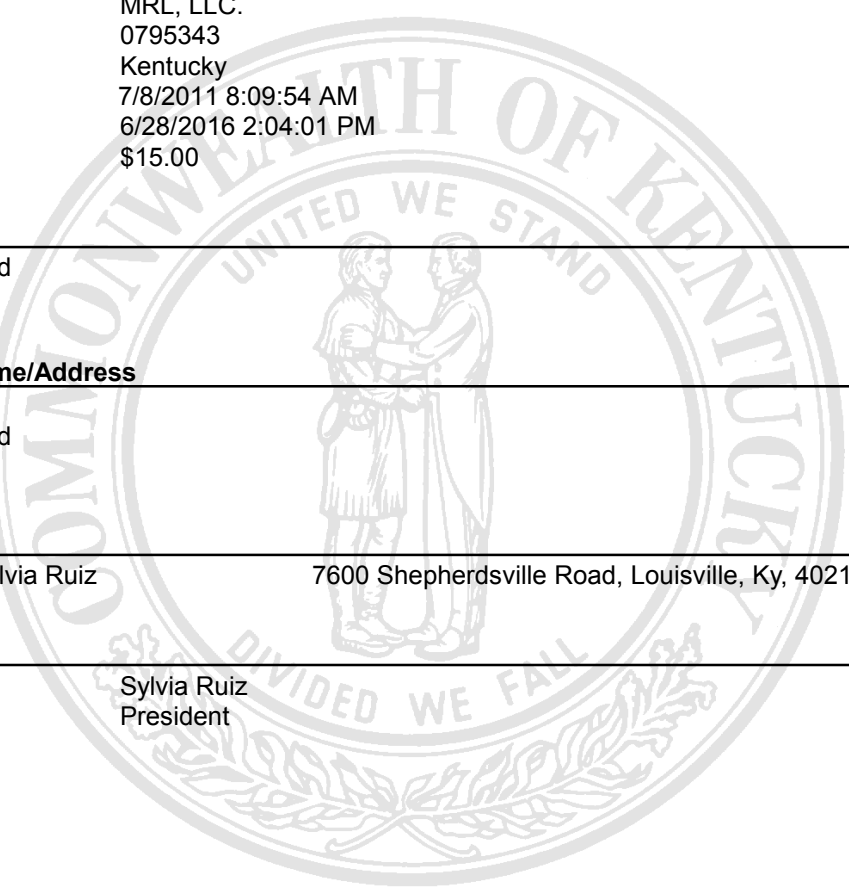 MRL, LLC.
0795343
Kentucky
7/8/2011 8:09:54 AM
6/28/2016 2:04:01 PM
$15.00
d
me/Address
d
lvia Ruiz 7600 Shepherdsville Road, Louisville, Ky, 4021
Sylvia Ruiz
President
COMMONWEALTH OF KENTUCKY
UNITED WE STAND
DIVIDED WE FALL